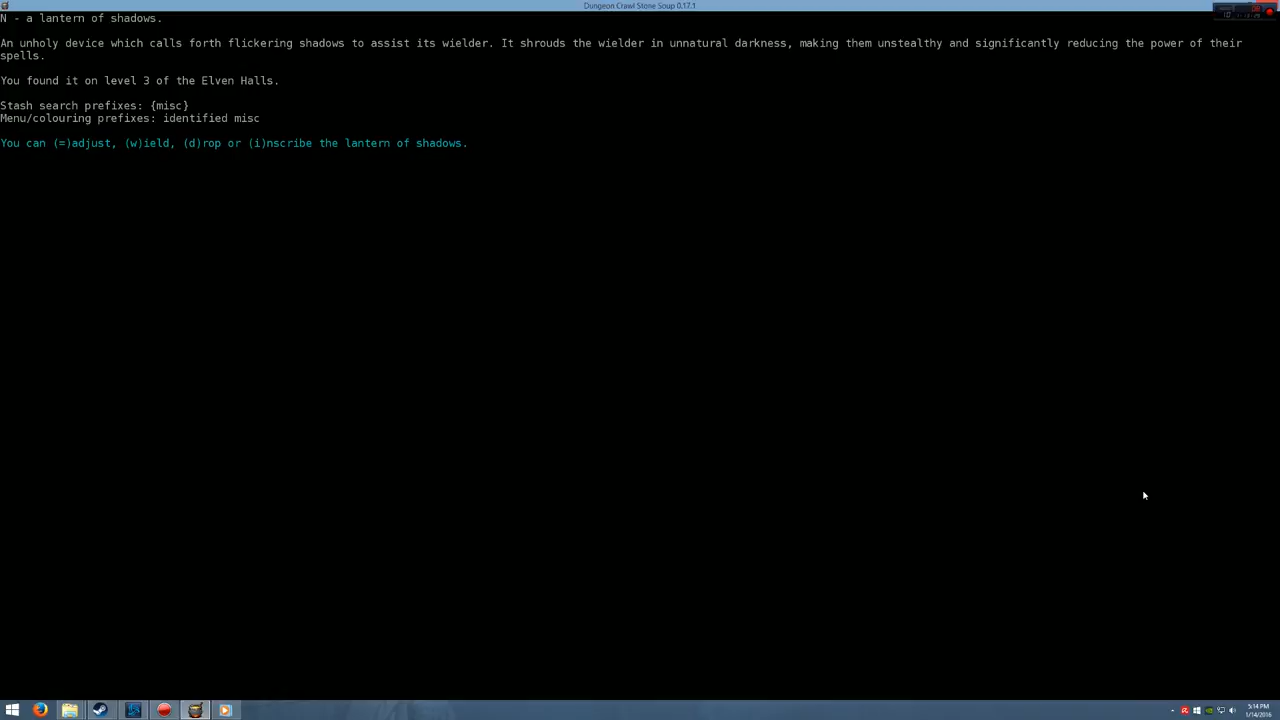 Dungeon Crawl Stone Soup 0.17.1
N - a lantern of shadows.
An unholy device which calls forth flickering shadows to assist its wielder. It shrouds the wielder in unnatural darkness, making them unstealthy and significantly reducing the power of their
spells.
You found it on level 3 of the Elven Halls.
Stash search prefixes: {misc}
Menu/colouring prefixes: identified misc
You can (=)adjust, (w)ield, (d)rop or (i)nscribe the lantern of shadows.
5:14 PM
1/14/2016